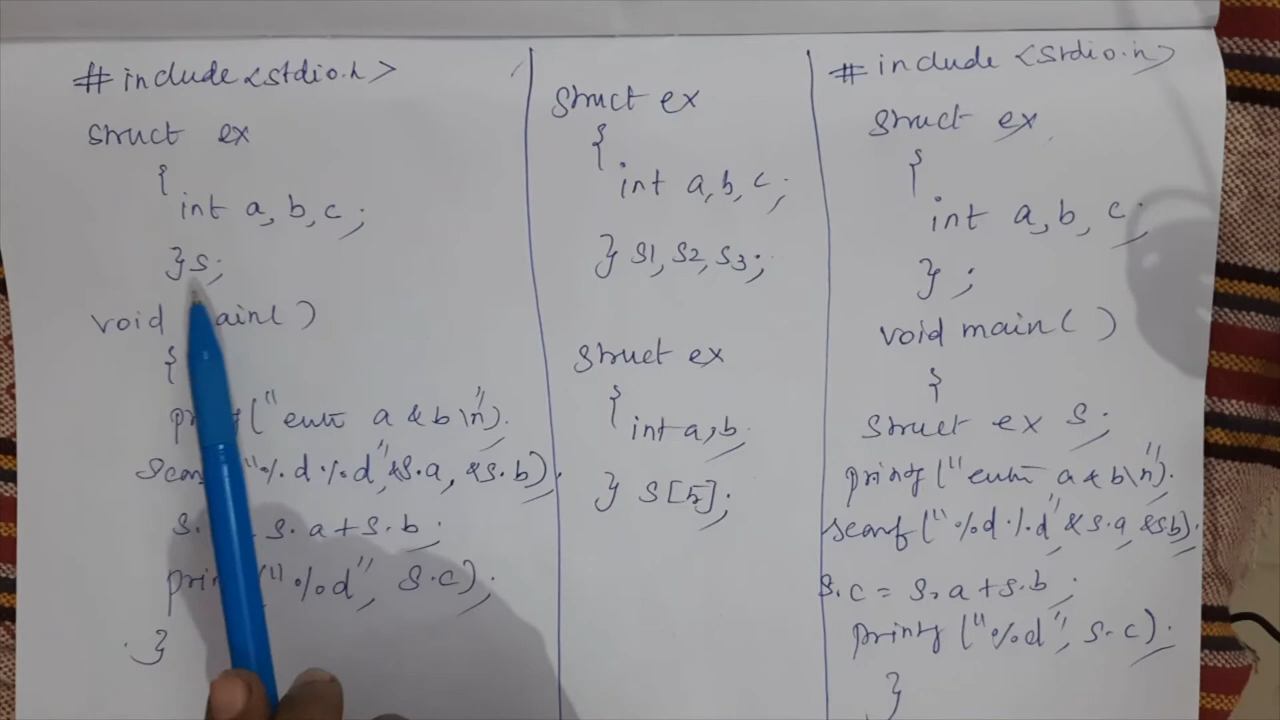 #include <stdio.h>
struct ex
{
int a, b, c;
} s;
void main( )
{
("enter a & b \n");
"%d %d", &s.a, &s.b);
s. s.a + s.b;
("%d", s.c);
}
struct ex
{
int a, b, c;
} s1, s2, s3;
struct ex
{
int a, b;
} s[5];
#include <stdio.h>
struct ex
{
int a, b, c;
} ;
void main( )
{
struct ex s;
printf("enter a & b \n");
scanf("%d %d", &s.a, &s.b);
s.c = s.a + s.b;
printf("%d", s.c);
}